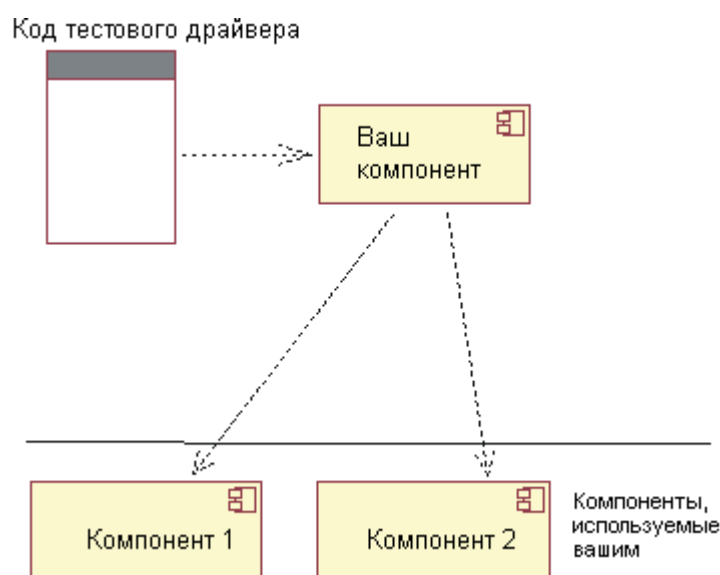 Код тестового драйвера
Ваш
компонент
Компонент 1
Компонент 2
Компоненты,
используемые
вашим